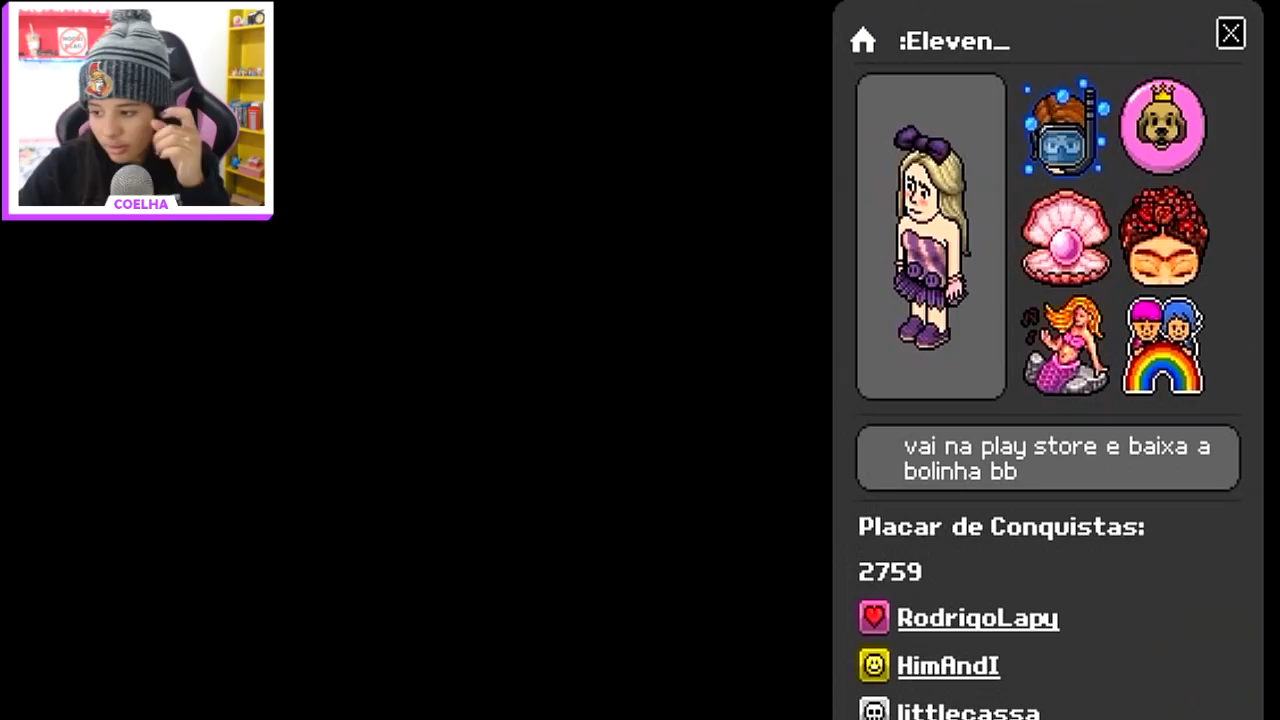 COELHA
:Eleven_
vai na play store e baixa a
bolinha bb
Placar de Conquistas:
2759
RodrigoLapy
HimAndI
littlecassa